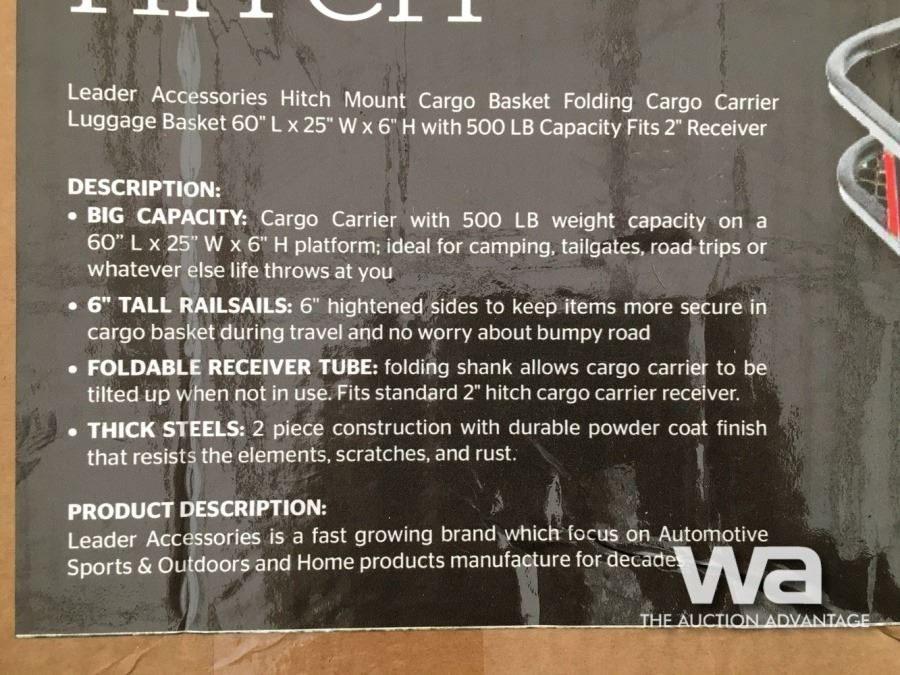 HITCH
Leader Accessories Hitch Mount Cargo Basket Folding Cargo Carrier
Luggage Basket 60" L x 25" W x 6" H with 500 LB Capacity Fits 2" Receiver
DESCRIPTION:
• BIG CAPACITY: Cargo Carrier with 500 LB weight capacity on a
60” L x 25” W x 6" H platform; ideal for camping, tailgates, road trips or
whatever else life throws at you
• 6" TALL RAILSAILS: 6" hightened sides to keep items more secure in
cargo basket during travel and no worry about bumpy road
• FOLDABLE RECEIVER TUBE: folding shank allows cargo carrier to be
tilted up when not in use. Fits standard 2" hitch cargo carrier receiver.
• THICK STEELS: 2 piece construction with durable powder coat finish
that resists the elements, scratches, and rust.
PRODUCT DESCRIPTION:
Leader Accessories is a fast growing brand which focus on Automotive
Sports & Outdoors and Home products manufacture for decades.
wa
THE AUCTION ADVANTAGE